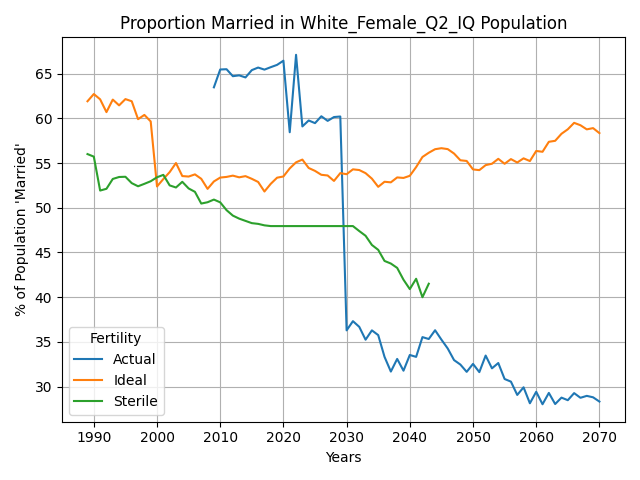 Proportion Married in White_Female_Q2_IQ Population
% of Population 'Married'
65
60
55
50
45
40
35
30
Fertility
Actual
Ideal
Sterile
1990 2000 2010 2020 2030 2040 2050 2060 2070
Years